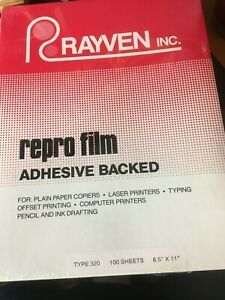 RAYVEN INC.
repro film
ADHESIVE BACKED
FOR: PLAIN PAPER COPIERS • LASER PRINTERS • TYPING
OFFSET PRINTING • COMPUTER PRINTERS
PENCIL AND INK DRAFTING
TYPE 320 100 SHEETS 8.5" X 11"